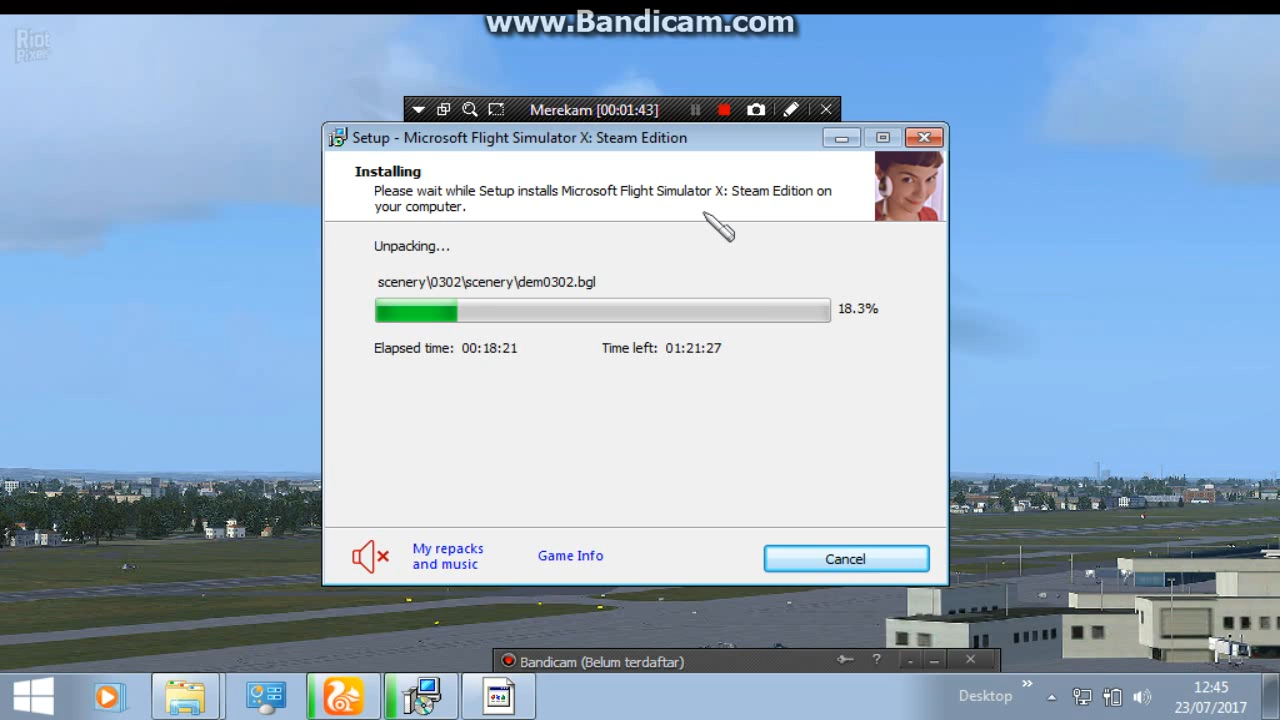 www.Bandicam.com
Riot
Pixels
Merekam [00:01:43]
Setup - Microsoft Flight Simulator X: Steam Edition
Installing
Please wait while Setup installs Microsoft Flight Simulator X: Steam Edition on
your computer.
Unpacking...
scenery\0302\scenery\dem0302.bgl
18.3%
Elapsed time: 00:18:21
Time left: 01:21:27
My repacks
and music
Game Info
Cancel
Bandicam (Belum terdaftar)
Desktop
12:45
23/07/2017